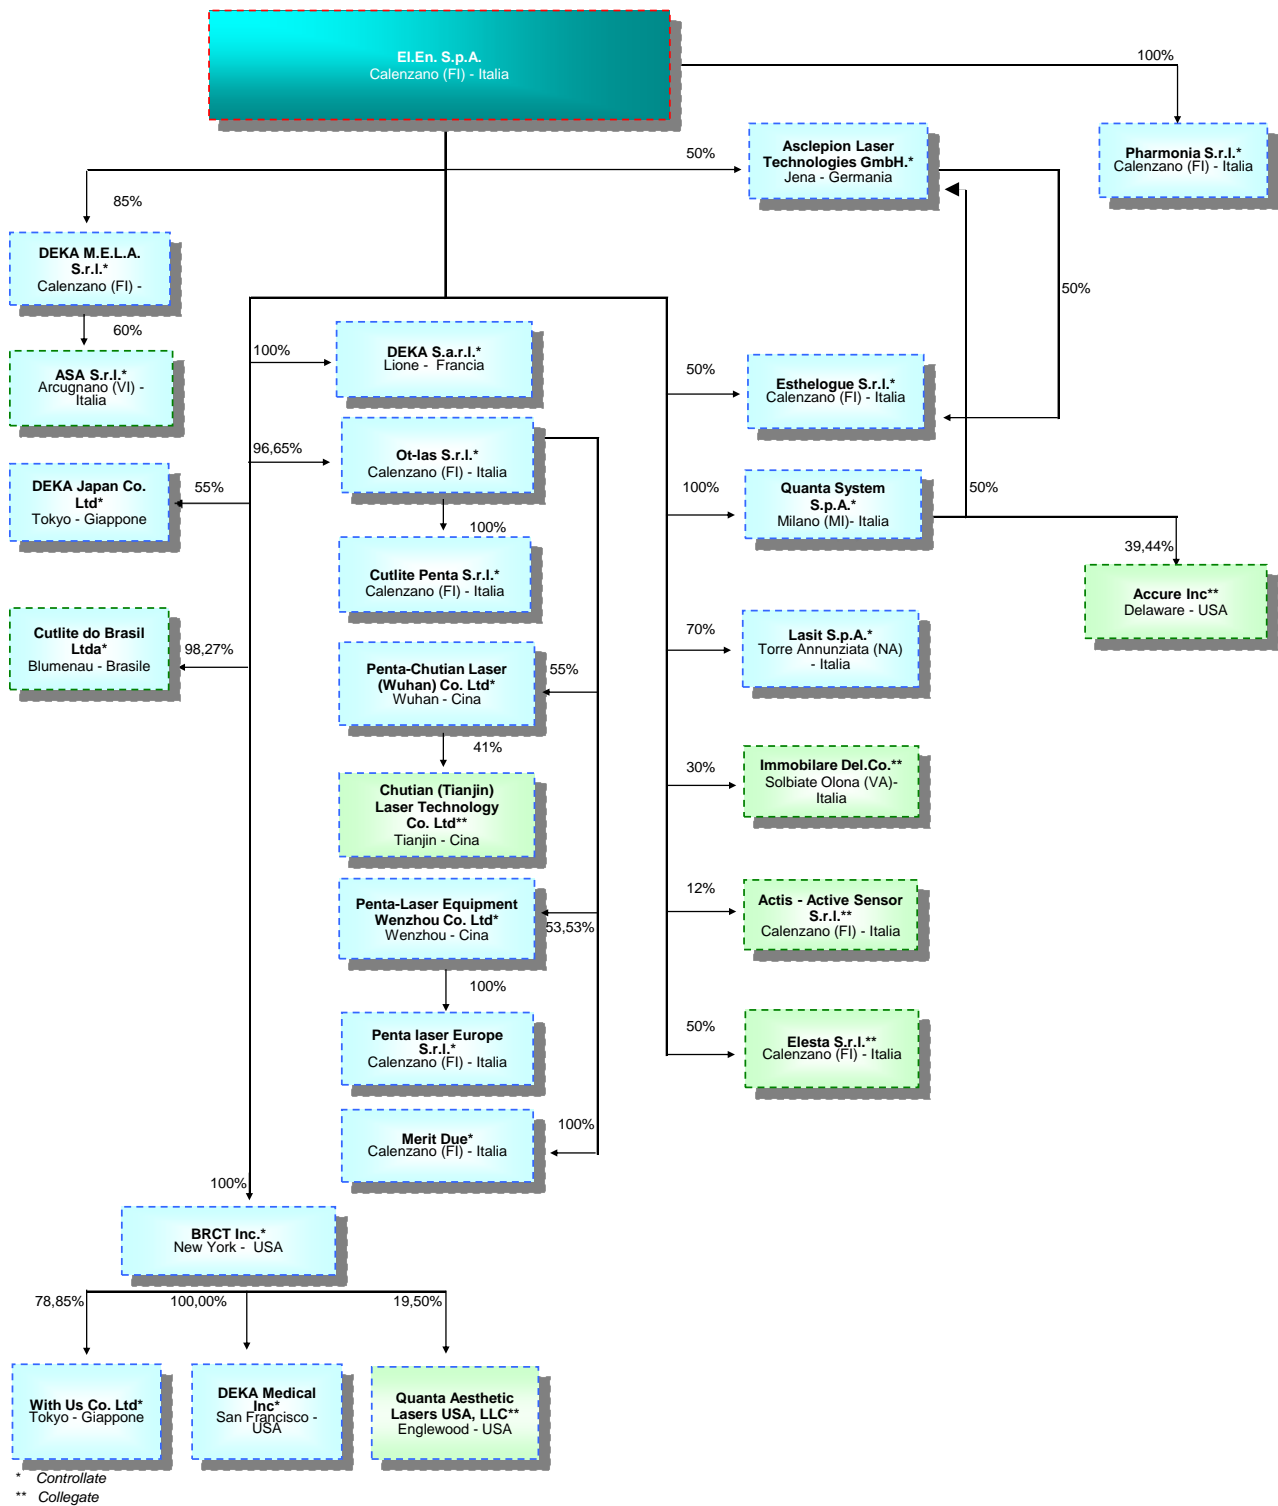 El.En. S.p.A.
Calenzano (FI) - Italia
100%
Asclepion Laser
Technologies GmbH.*
Jena - Germania
50%
Pharmonia S.r.l.*
Calenzano (FI) - Italia
85%
DEKA M.E.L.A.
S.r.l.*
Calenzano (FI) -
60%
ASA S.r.l.*
Arcugnano (VI) -
Italia
50%
100%
DEKA S.a.r.l.*
Lione - Francia
50%
Esthelogue S.r.l.*
Calenzano (FI) - Italia
96,65%
Ot-las S.r.l.*
Calenzano (FI) - Italia
DEKA Japan Co.
Ltd*
Tokyo - Giappone
55%
100%
Quanta System
S.p.A.*
Milano (MI)- Italia
50%
100%
Cutlite Penta S.r.l.*
Calenzano (FI) - Italia
39,44%
Accure Inc**
Delaware - USA
Cutlite do Brasil
Ltda*
Blumenau - Brasile
98,27%
70%
Lasit S.p.A.*
Torre Annunziata (NA)
- Italia
Penta-Chutian Laser
(Wuhan) Co. Ltd*
Wuhan - Cina
55%
41%
30%
Immobilare Del.Co.**
Solbiate Olona (VA)-
Italia
Chutian (Tianjin)
Laser Technology
Co. Ltd**
Tianjin - Cina
Penta-Laser Equipment
Wenzhou Co. Ltd*
Wenzhou - Cina
53,53%
12%
Actis - Active Sensor
S.r.l.**
Calenzano (FI) - Italia
100%
Penta laser Europe
S.r.l.*
Calenzano (FI) - Italia
50%
Elesta S.r.l.**
Calenzano (FI) - Italia
Merit Due*
Calenzano (FI) - Italia
100%
100%
BRCT Inc.*
New York - USA
78,85%
100,00%
19,50%
With Us Co. Ltd*
Tokyo - Giappone
DEKA Medical
Inc*
San Francisco -
USA
Quanta Aesthetic
Lasers USA, LLC**
Englewood - USA
* Controllate
** Collegate